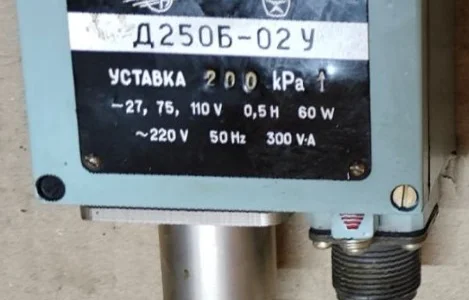 Д250Б-02У
УСТАВКА 200 kPa ↑
–27, 75, 110 V 0,5 H 60 W
~220 V 50 Hz 300 V·A